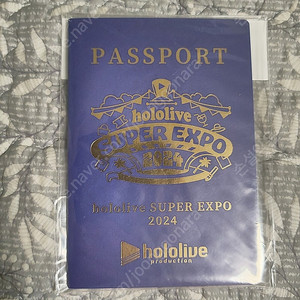 PASSPORT
hololive
SUPER EXPO
2024
hololive SUPER EXPO
2024
hololive
production